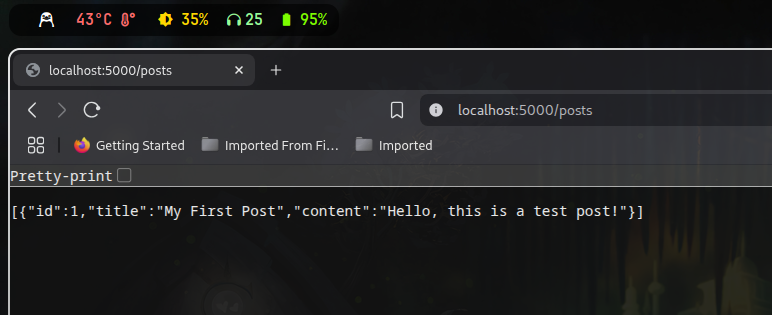 43°C 35% 25 95%
localhost:5000/posts
localhost:5000/posts
Getting Started Imported From Fi... Imported
Pretty-print
[{"id":1,"title":"My First Post","content":"Hello, this is a test post!"}]